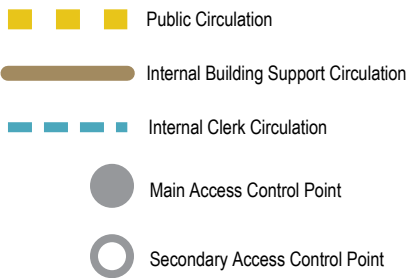 Public Circulation
Internal Building Support Circulation
Internal Clerk Circulation
Main Access Control Point
Secondary Access Control Point